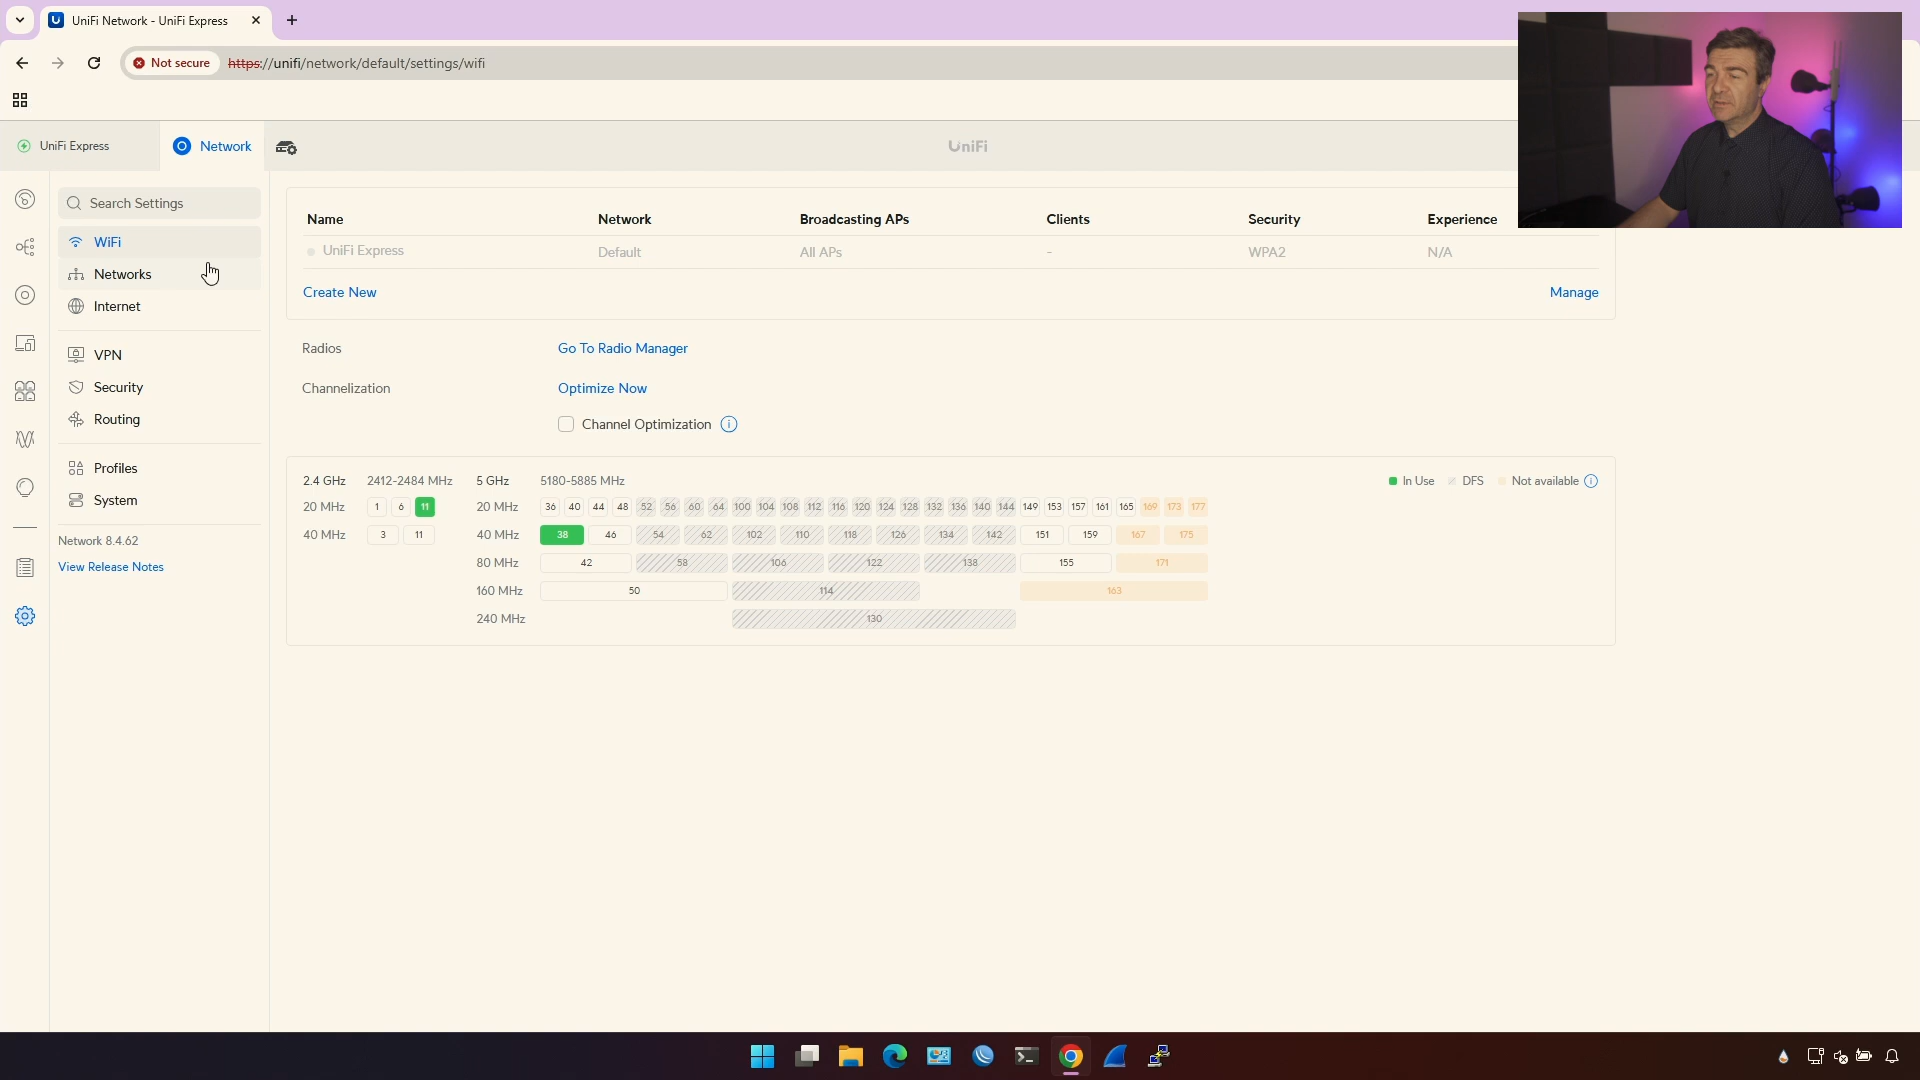 UniFi Network - UniFi Express
Not secure https://unifi/network/default/settings/wifi
UniFi Express
Network
UniFi
Search Settings
WiFi
Networks
Internet
VPN
Security
Routing
Profiles
System
Network 8.4.62
View Release Notes
Name Network Broadcasting APs Clients Security Experience
UniFi Express Default All APs - WPA2 N/A
Create New Manage
Radios Go To Radio Manager
Channelization Optimize Now
Channel Optimization
2.4 GHz 2412-2484 MHz 5 GHz 5180-5885 MHz In Use DFS Not available
20 MHz 1 6 11 20 MHz 36 40 44 48 52 56 60 64 100 104 108 112 116 120 124 128 132 136 140 144 149 153 157 161 165 169 173 177
40 MHz 3 11 40 MHz 38 46 54 62 102 110 118 126 134 142 151 159 167 175
80 MHz 42 58 106 122 138 155 171
160 MHz 50 114 163
240 MHz 130